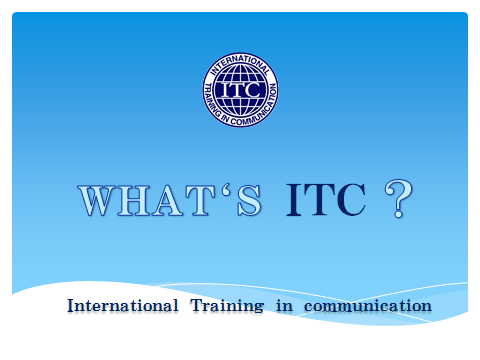 INTERNATIONAL
ITC
TRAINING IN COMMUNICATION
WHAT‘S ITC ?
International Training in communication